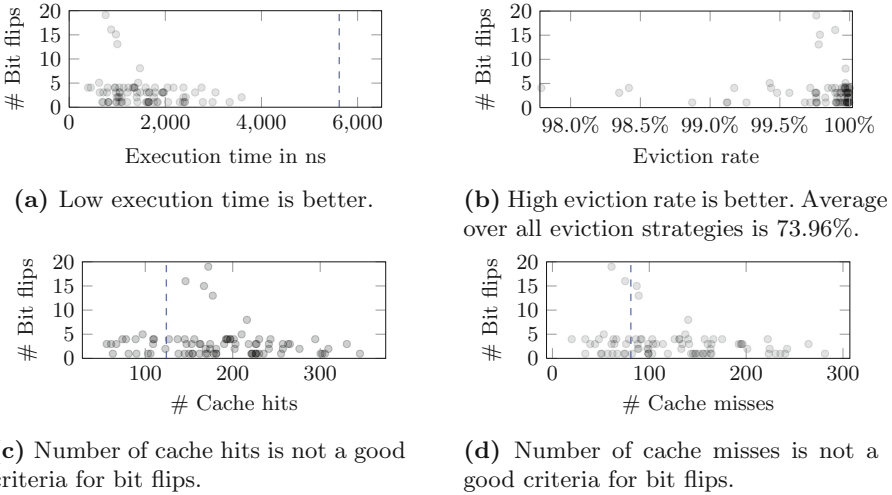 # Bit flips
20
15
10
5
0
0 2,000 4,000 6,000
Execution time in ns
(a) Low execution time is better.
# Bit flips
20
15
10
5
0
98.0% 98.5% 99.0% 99.5% 100%
Eviction rate
(b) High eviction rate is better. Average
over all eviction strategies is 73.96%.
# Bit flips
20
15
10
5
0
100 200 300
# Cache hits
c) Number of cache hits is not a good
criteria for bit flips.
# Bit flips
20
15
10
5
0
0 100 200 300
# Cache misses
(d) Number of cache misses is not a
good criteria for bit flips.